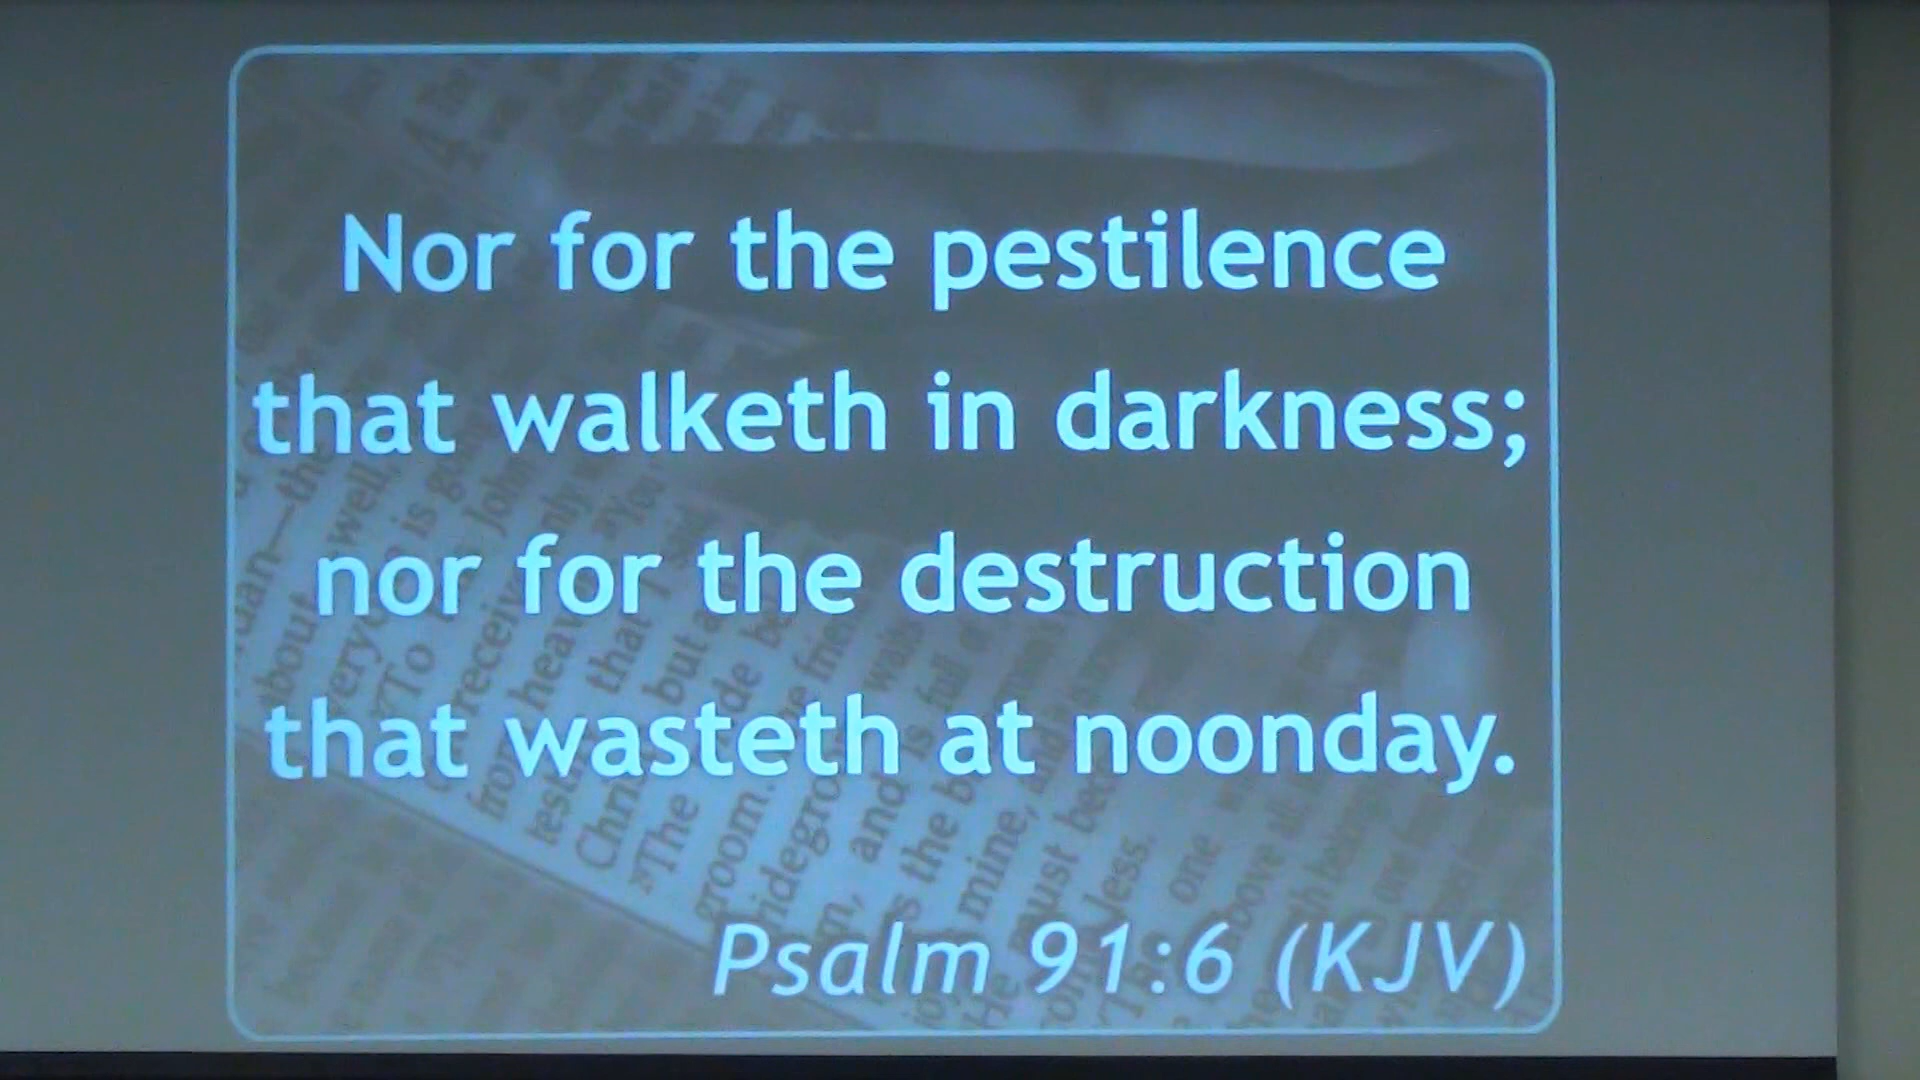 Nor for the pestilence
that walketh in darkness;
nor for the destruction
that wasteth at noonday.
Psalm 91:6 (KJV)